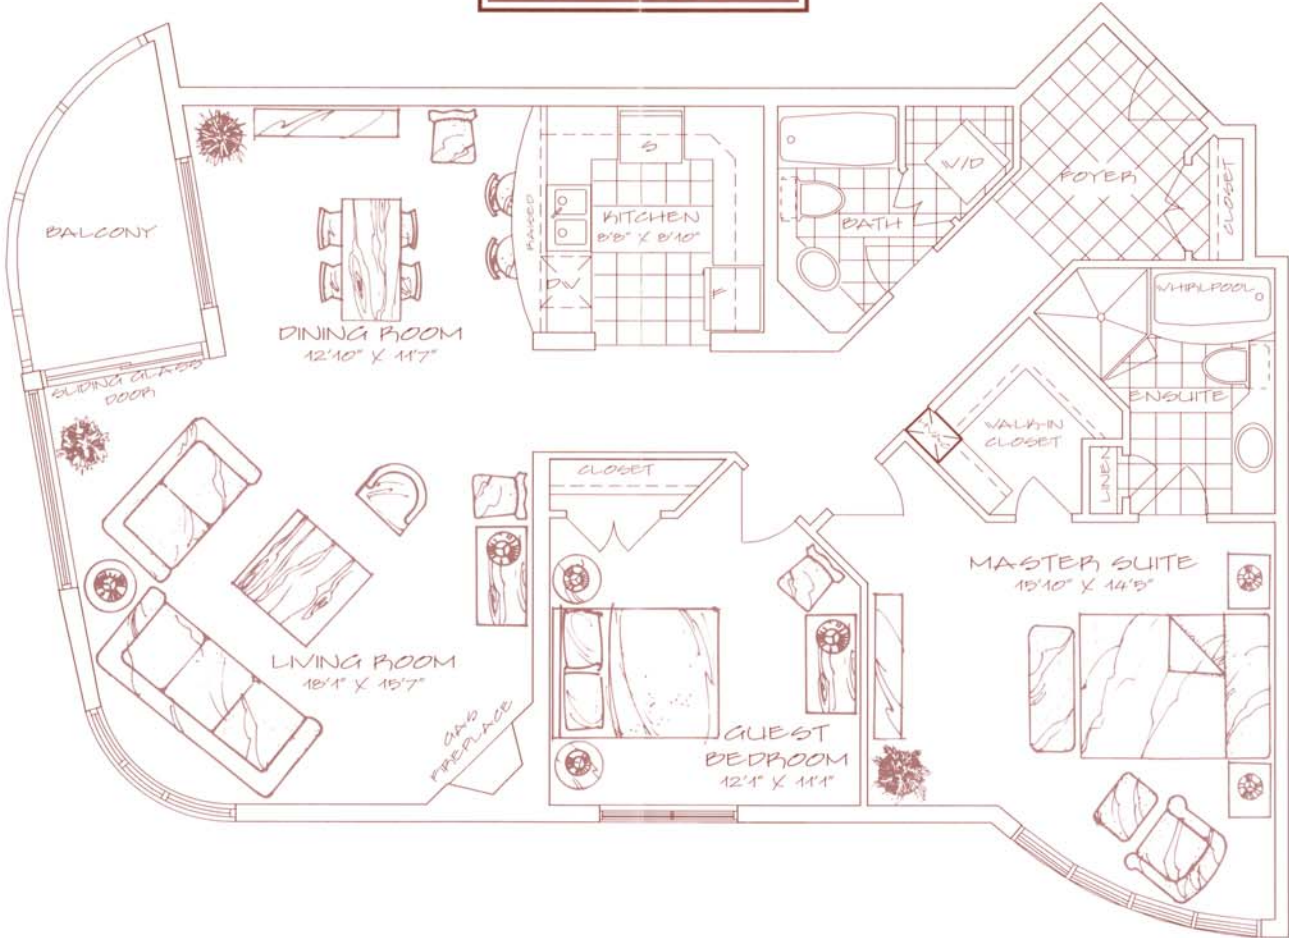 BALCONY
SLIDING GLASS
DOOR
DINING ROOM
12'10" X 11'7"
RAISED
S
KITCHEN
8'8" X 8'10"
DW
F
BATH
W/D
FOYER
CLOSET
WHIRLPOOL
ENSUITE
WALK-IN
CLOSET
LINEN
CLOSET
LIVING ROOM
18'1" X 15'7"
GAS
FIREPLACE
GUEST
BEDROOM
12'1" X 11'1"
MASTER SUITE
15'10" X 14'5"